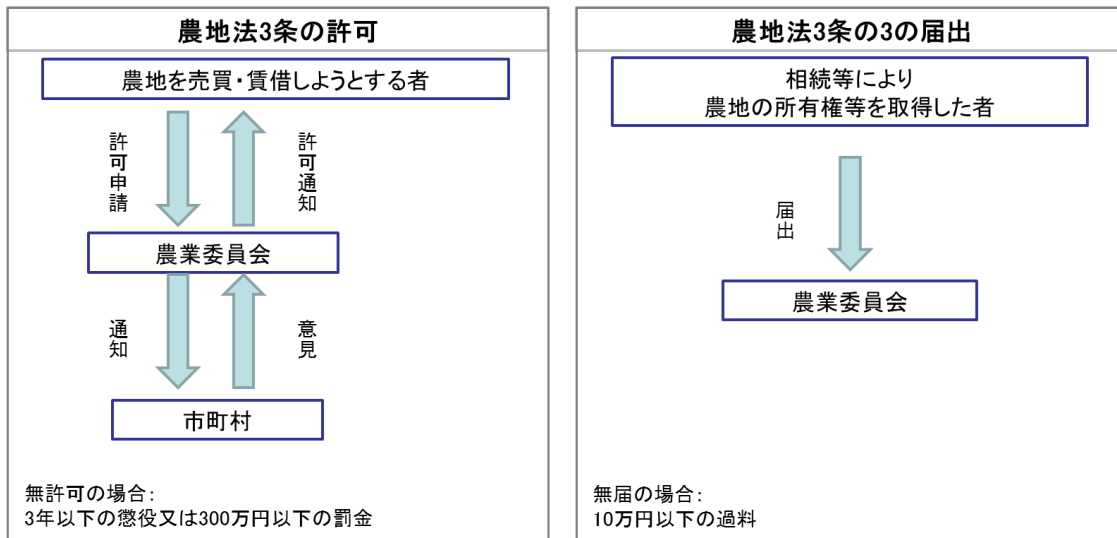 農地法3条の許可
農地を売買・賃借しようとする者
許可申請
許可通知
農業委員会
通知
意見
市町村
無許可の場合：
3年以下の懲役又は300万円以下の罰金
農地法3条の3の届出
相続等により
農地の所有権等を取得した者
届出
農業委員会
無届の場合：
10万円以下の過料